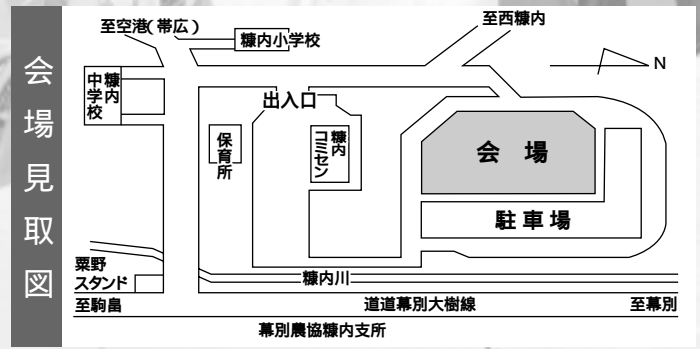 会場見取図
至空港(帯広)
糠内小学校
至西糠内
N
糠内
中学校
出入口
保育所
糠内
コミセン
会　場
駐車場
粟野
スタンド
糠内川
至駒畠
道道幕別大樹線
至幕別
幕別農協糠内支所